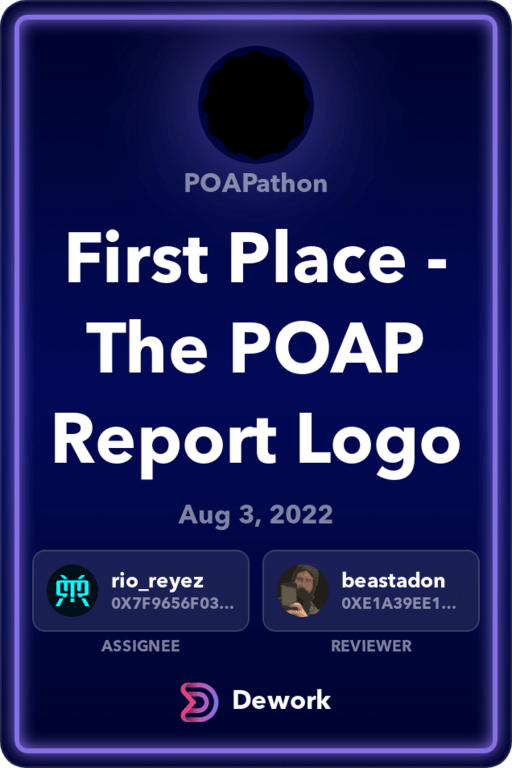 POAPathon
First Place -
The POAP
Report Logo
Aug 3, 2022
rio_reyez
0X7F9656F03...
ASSIGNEE
beastadon
0XE1A39EE1...
REVIEWER
Dework